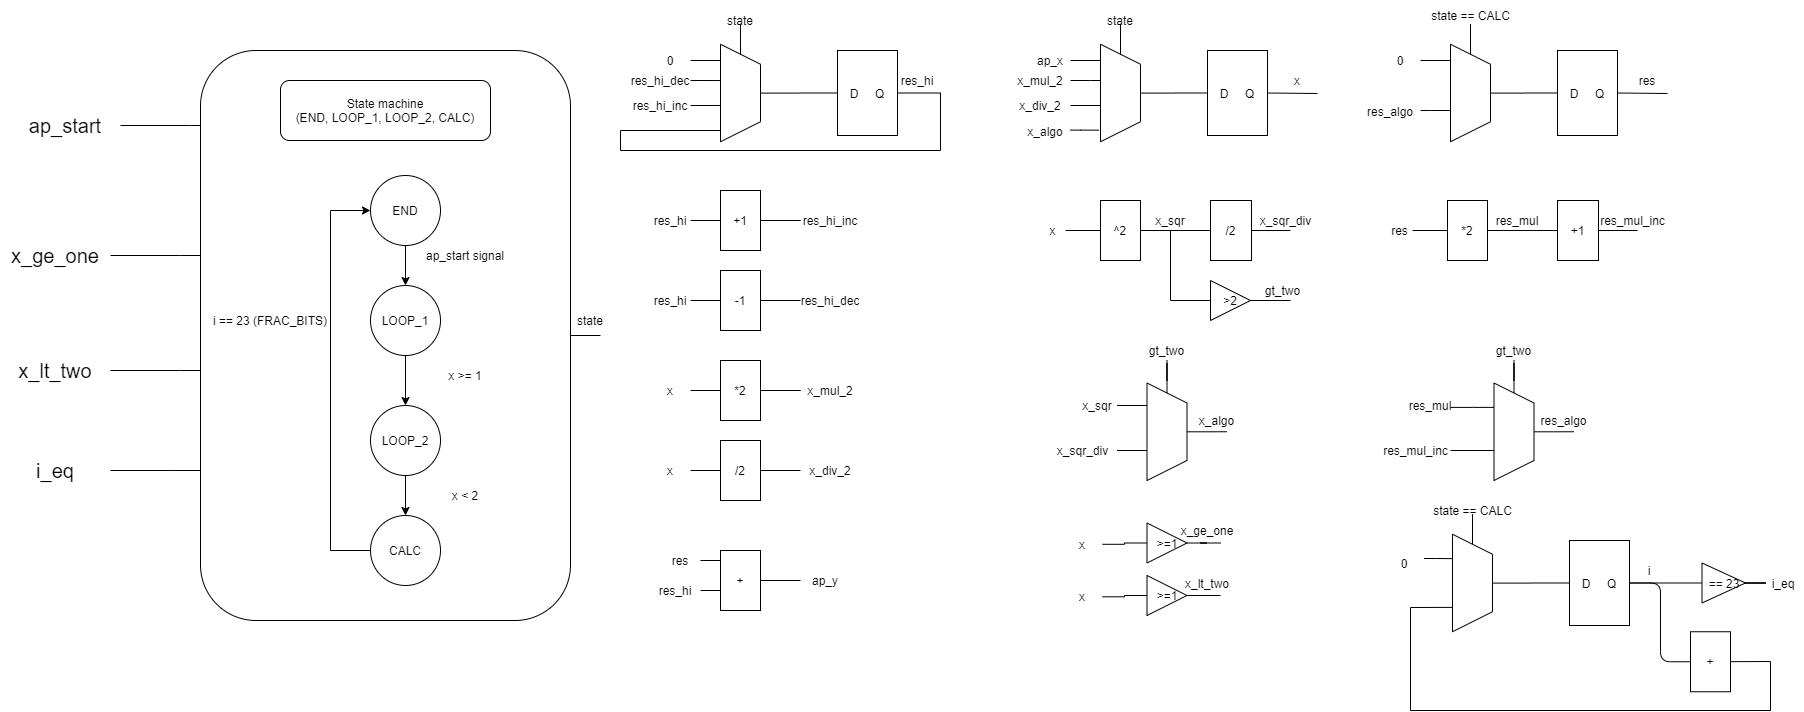 ap_start
x_ge_one
x_lt_two
i_eq
State machine
(END, LOOP_1, LOOP_2, CALC)
END
ap_start signal
LOOP_1
i == 23 (FRAC_BITS)
x >= 1
LOOP_2
x < 2
CALC
state
state
0
res_hi_dec
res_hi_inc
D Q
res_hi
res_hi
+1
res_hi_inc
res_hi
-1
res_hi_dec
x
*2
x_mul_2
x
/2
x_div_2
res
res_hi
+
ap_y
state
ap_x
x_mul_2
x_div_2
x_algo
D Q
x
x
^2
x_sqr
/2
x_sqr_div
>2
gt_two
gt_two
x_sqr
x_sqr_div
x_algo
x
>=1
x_ge_one
x
>=1
x_lt_two
state == CALC
0
res_algo
D Q
res
res
*2
res_mul
+1
res_mul_inc
gt_two
res_mul
res_mul_inc
res_algo
state == CALC
0
D Q
i
== 23
i_eq
+